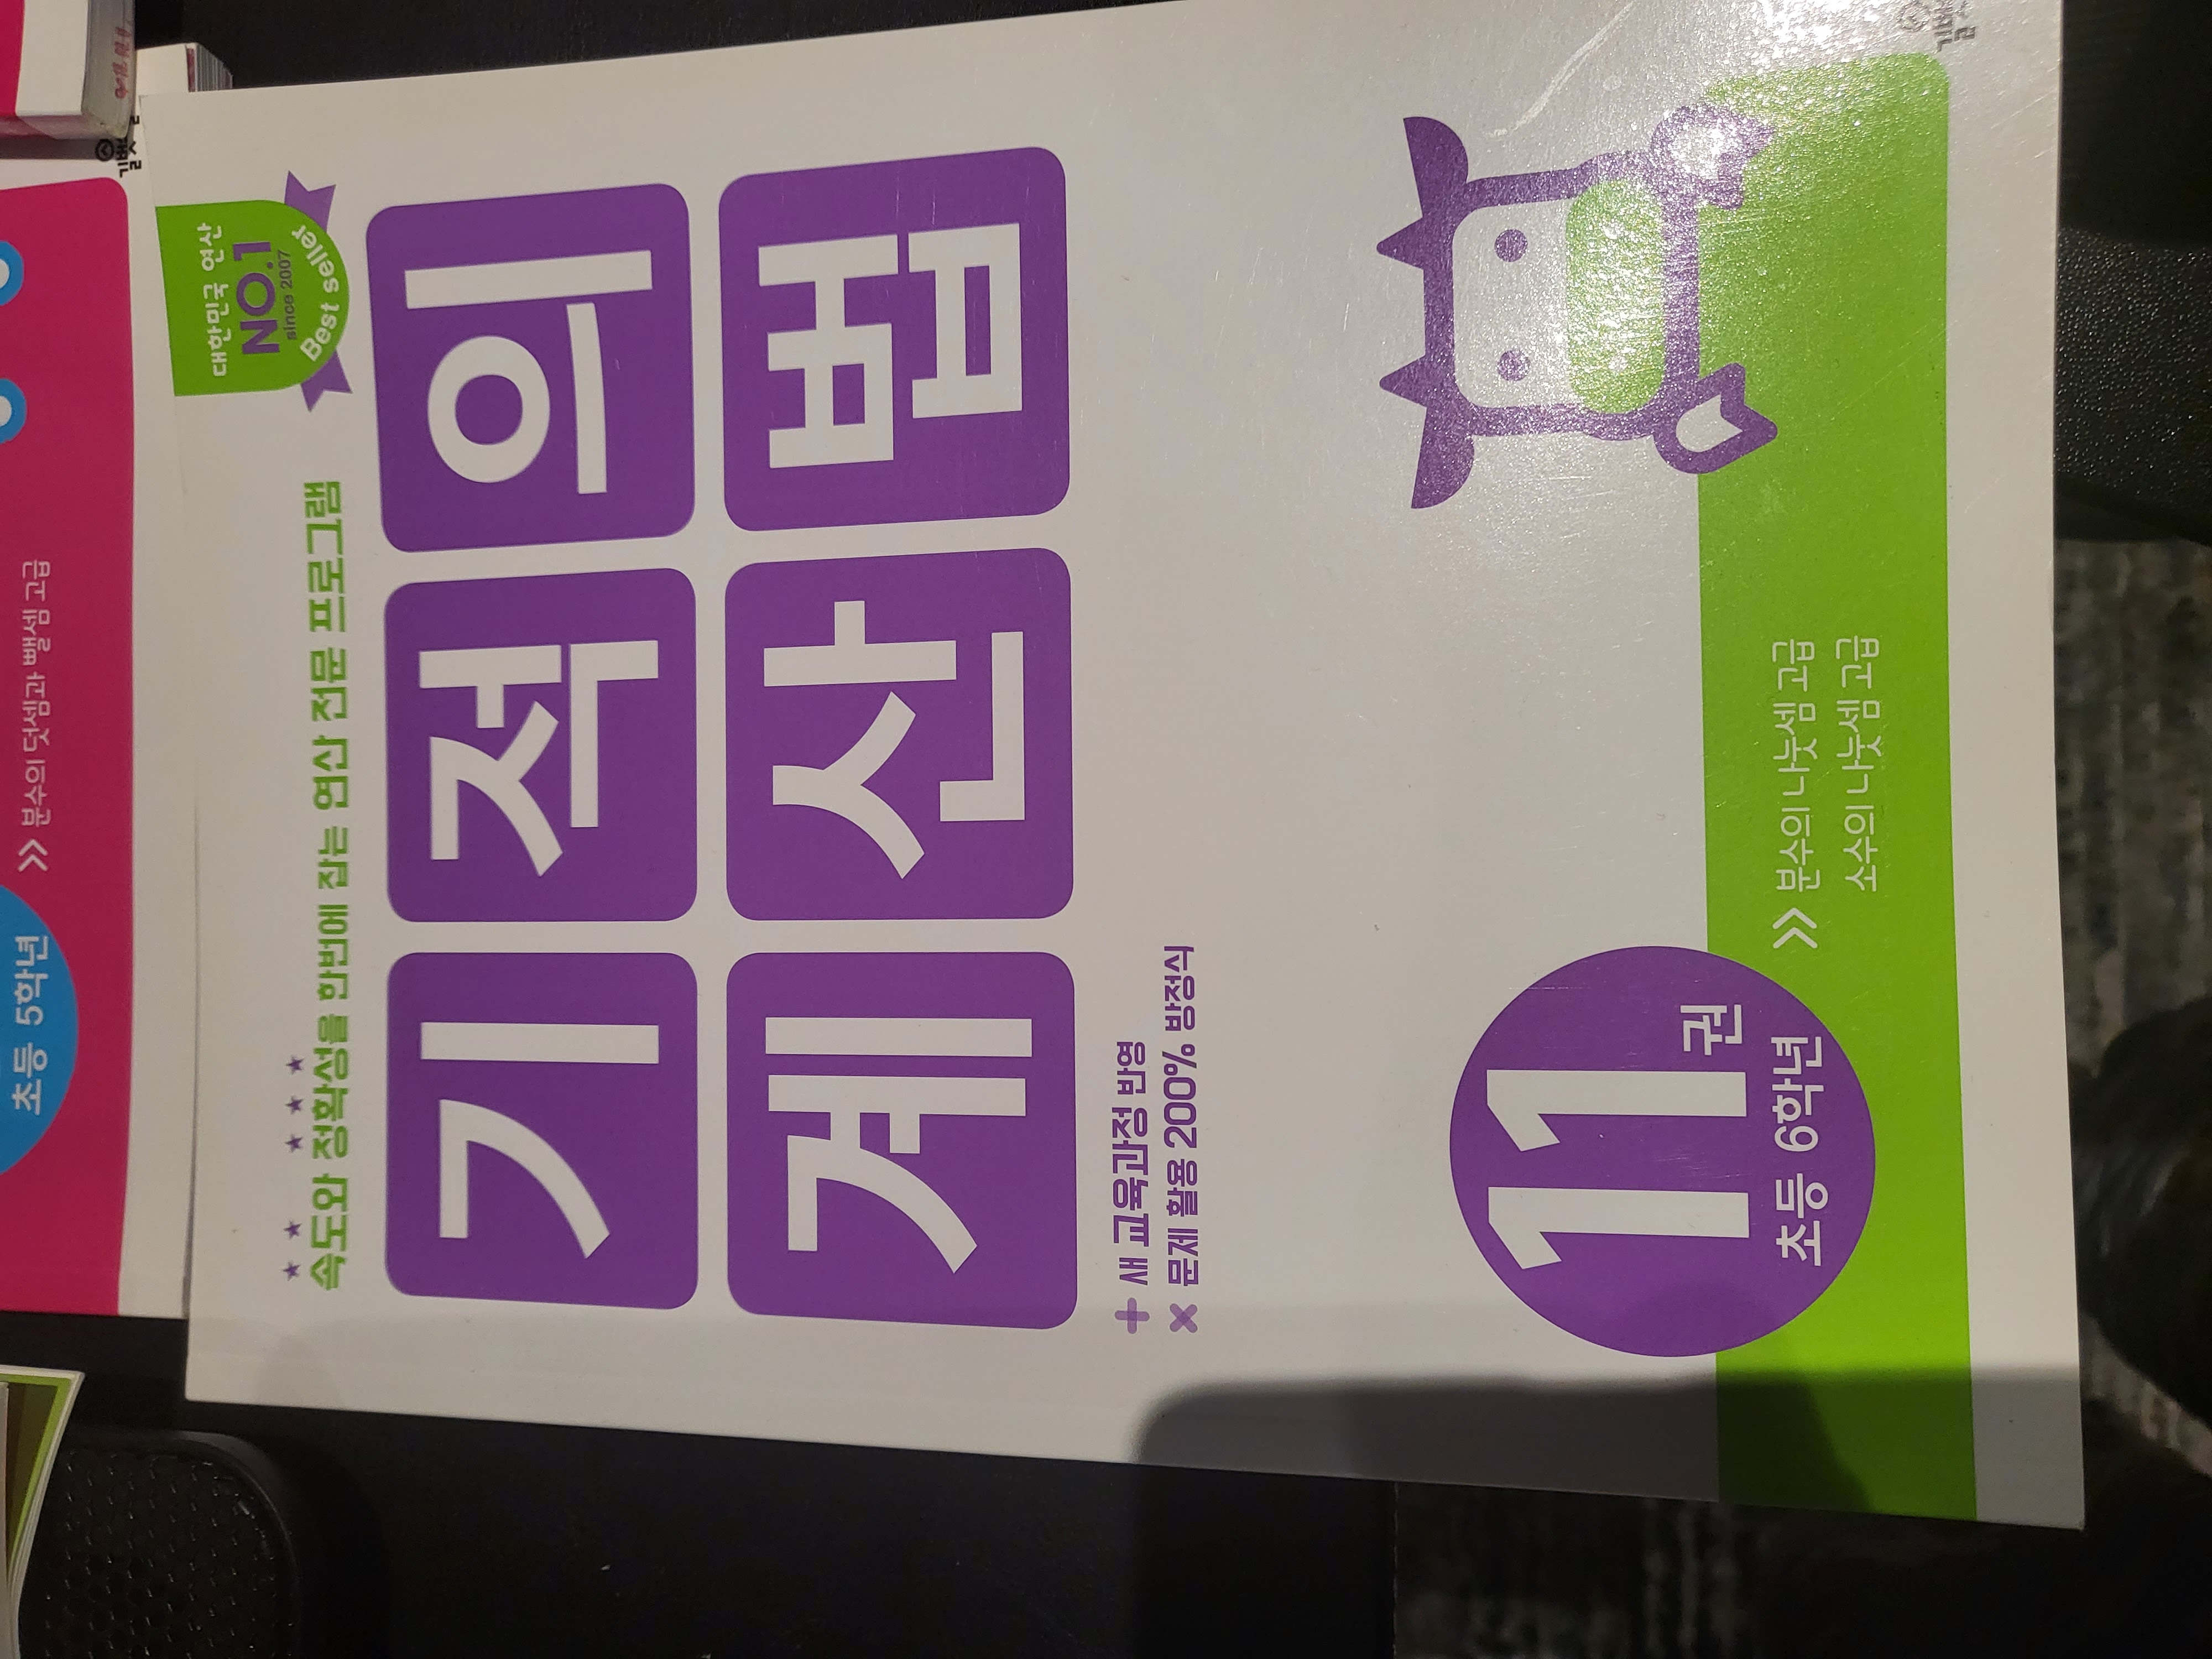 대한민국 연산
NO.1
since 2007
Best seller
속도와 정확성을 한번에 잡는 연산 전문 프로그램
기적의
계산법
+ 새 교육과정 반영
× 문제 활용 200% 방정식
11권
초등 6학년
>> 분수의 나눗셈 고급
소수의 나눗셈 고급
길벗스쿨
초등 5학년
>> 분수의 덧셈과 뺄셈 고급